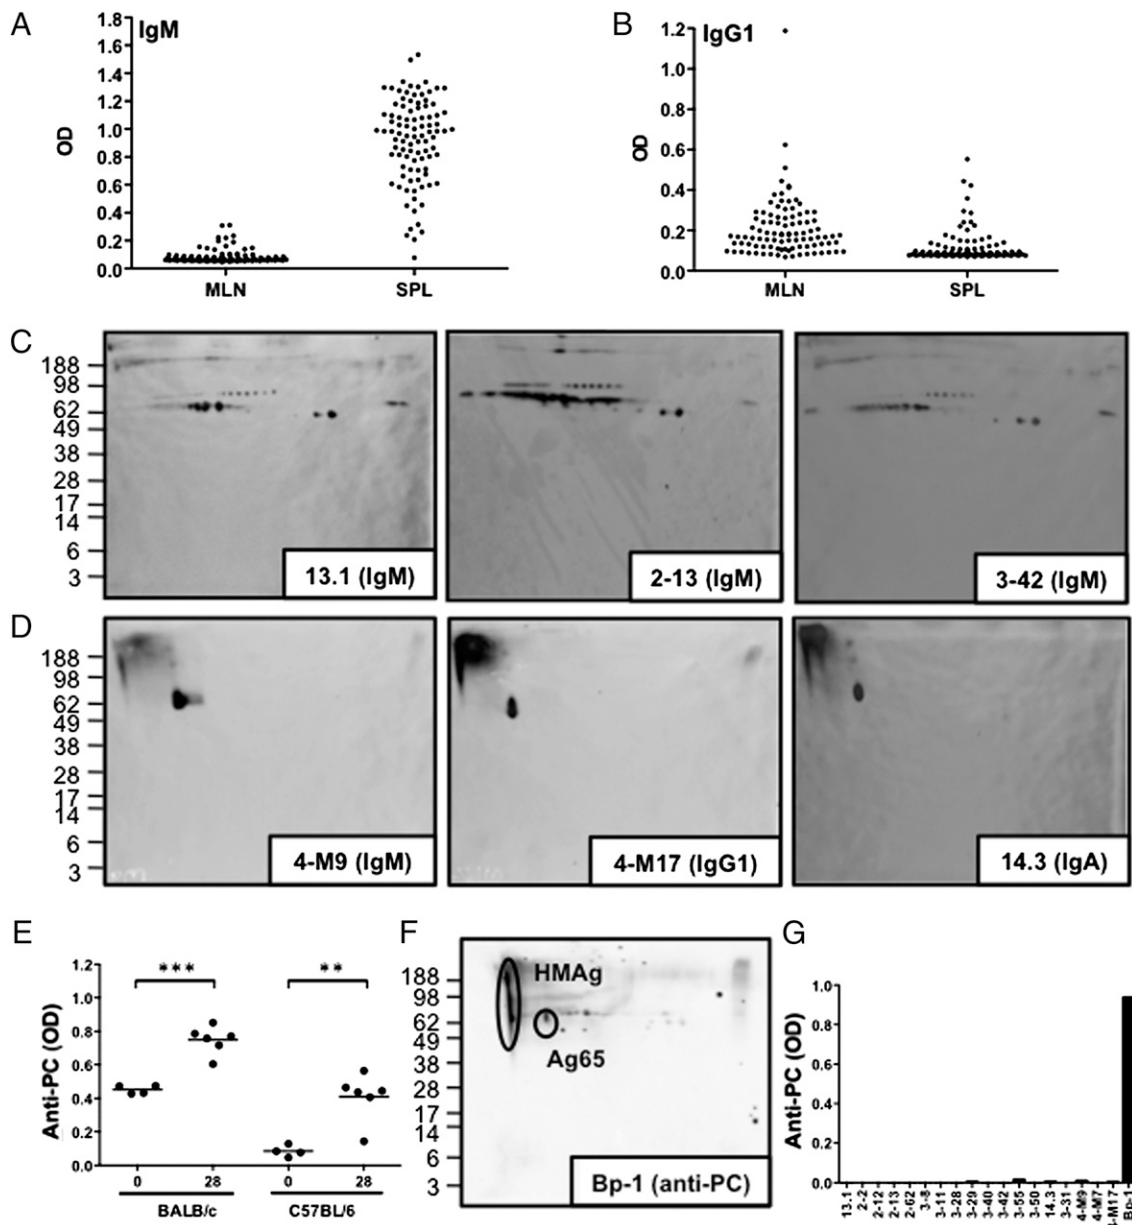 A
IgM
OD
1.8
1.6
1.4
1.2
1.0
0.8
0.6
0.4
0.2
0.0
MLN SPL
B
IgG1
OD
1.2
1.0
0.8
0.6
0.4
0.2
0.0
MLN SPL
C
188
98
62
49
38
28
17
14
6
3
13.1 (IgM)
2-13 (IgM)
3-42 (IgM)
D
188
98
62
49
38
28
17
14
6
3
4-M9 (IgM)
4-M17 (IgG1)
14.3 (IgA)
E
Anti-PC (OD)
1.2
1.0
0.8
0.6
0.4
0.2
0.0
*** **
0 28 0 28
BALB/c C57BL/6
F
188
98
62
49
38
28
17
14
6
3
HMAg
Ag65
Bp-1 (anti-PC)
G
Anti-PC (OD)
1.0
0.8
0.6
0.4
0.2
0.0
13.1
2-2
2-12
2-13
2-62
3-8
3-11
3-28
3-29
3-40
3-42
3-55
3-50
14.3
3-31
4-M9
4-M7
4-M17
Bp-1